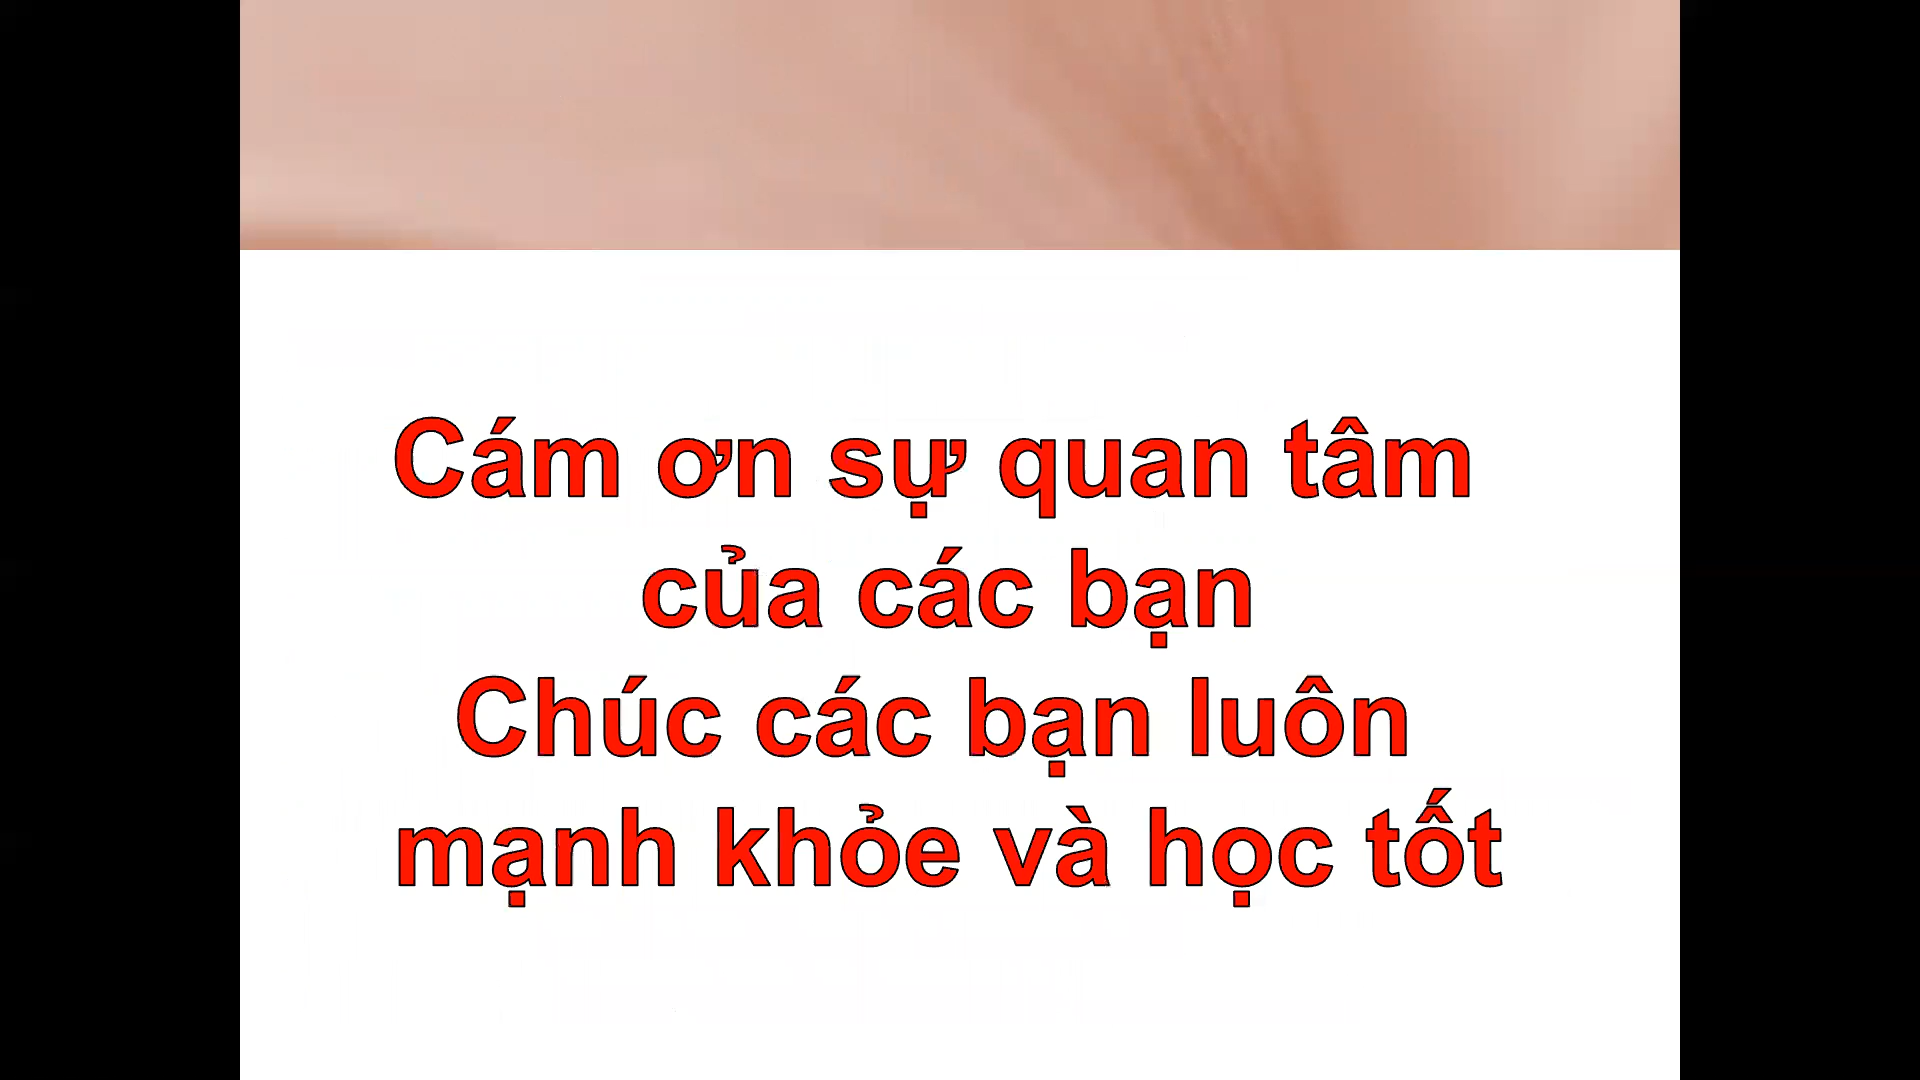 Cám ơn sự quan tâm
của các bạn
Chúc các bạn luôn
mạnh khỏe và học tốt